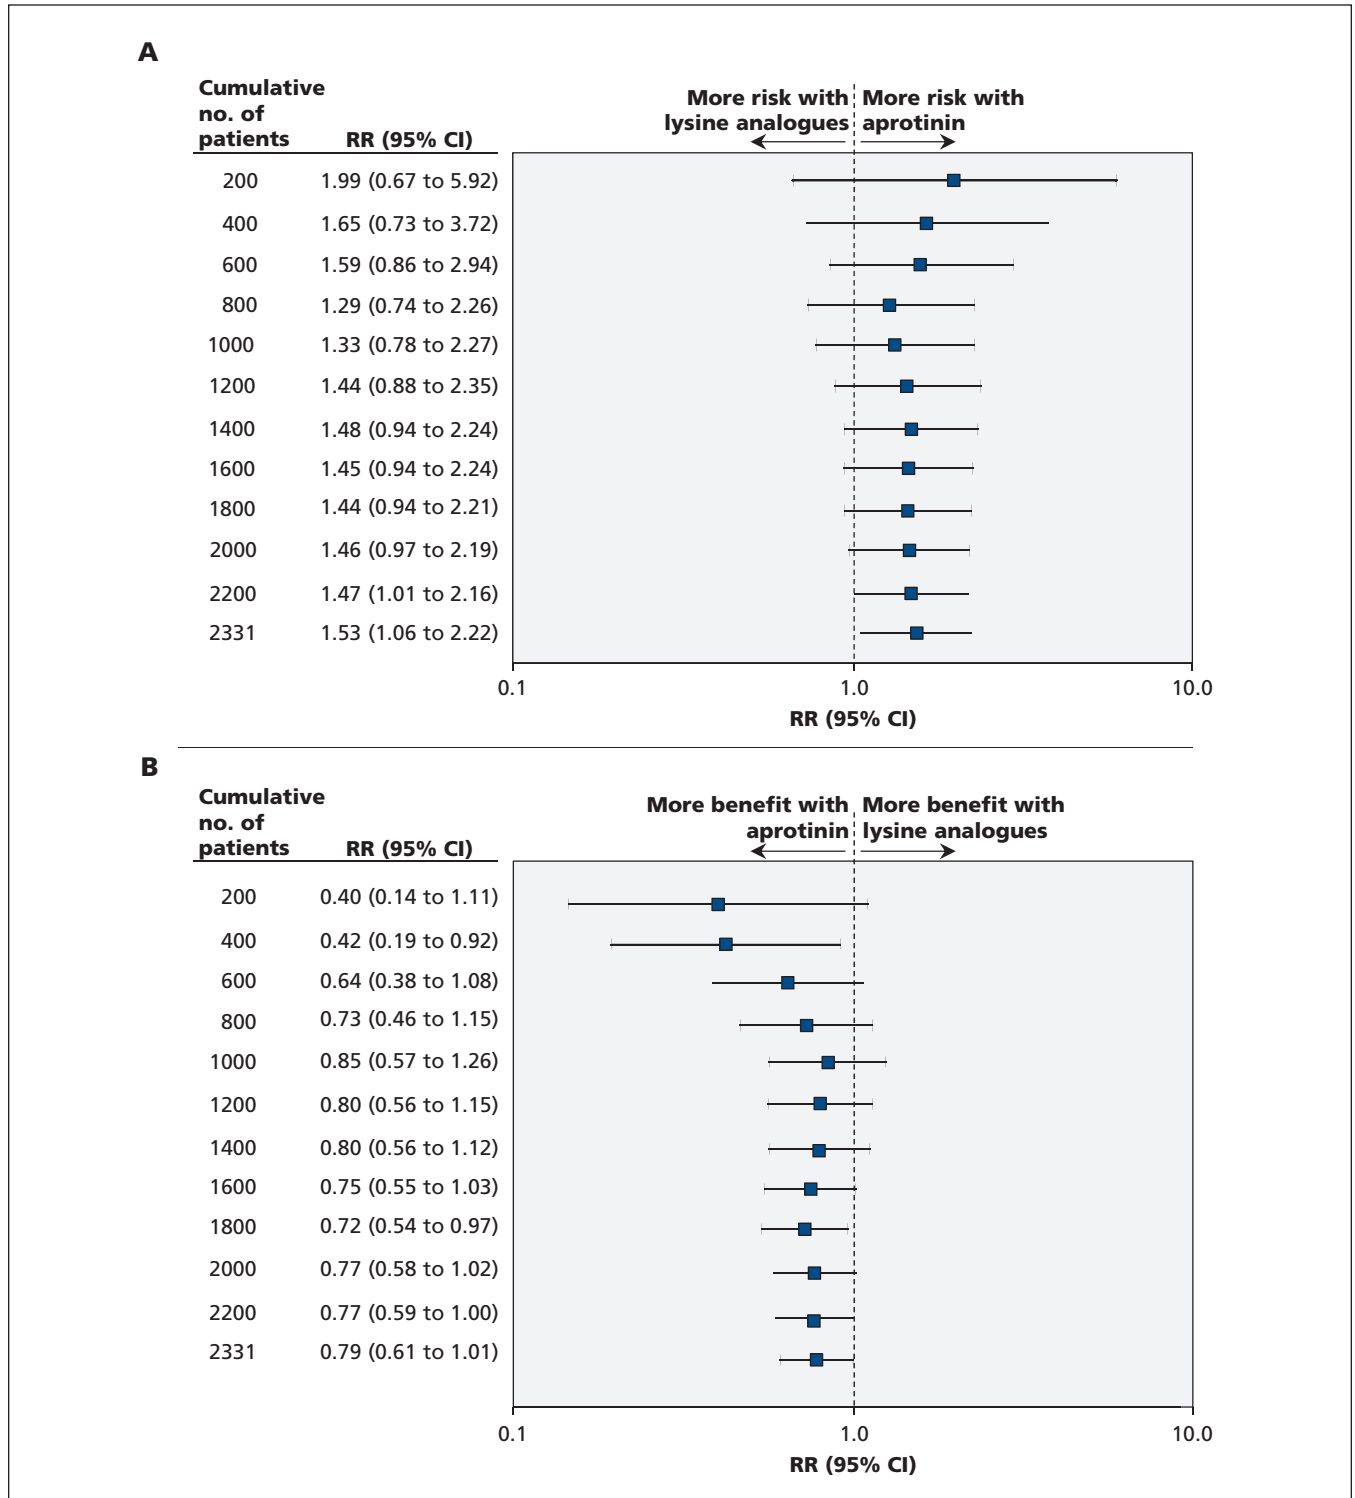 A
Cumulative
no. of
patients RR (95% CI)
More risk with
lysine analogues
More risk with
aprotinin
200 1.99 (0.67 to 5.92)
400 1.65 (0.73 to 3.72)
600 1.59 (0.86 to 2.94)
800 1.29 (0.74 to 2.26)
1000 1.33 (0.78 to 2.27)
1200 1.44 (0.88 to 2.35)
1400 1.48 (0.94 to 2.24)
1600 1.45 (0.94 to 2.24)
1800 1.44 (0.94 to 2.21)
2000 1.46 (0.97 to 2.19)
2200 1.47 (1.01 to 2.16)
2331 1.53 (1.06 to 2.22)
0.1 1.0 10.0
RR (95% CI)
B
Cumulative
no. of
patients RR (95% CI)
More benefit with
aprotinin
More benefit with
lysine analogues
200 0.40 (0.14 to 1.11)
400 0.42 (0.19 to 0.92)
600 0.64 (0.38 to 1.08)
800 0.73 (0.46 to 1.15)
1000 0.85 (0.57 to 1.26)
1200 0.80 (0.56 to 1.15)
1400 0.80 (0.56 to 1.12)
1600 0.75 (0.55 to 1.03)
1800 0.72 (0.54 to 0.97)
2000 0.77 (0.58 to 1.02)
2200 0.77 (0.59 to 1.00)
2331 0.79 (0.61 to 1.01)
0.1 1.0 10.0
RR (95% CI)